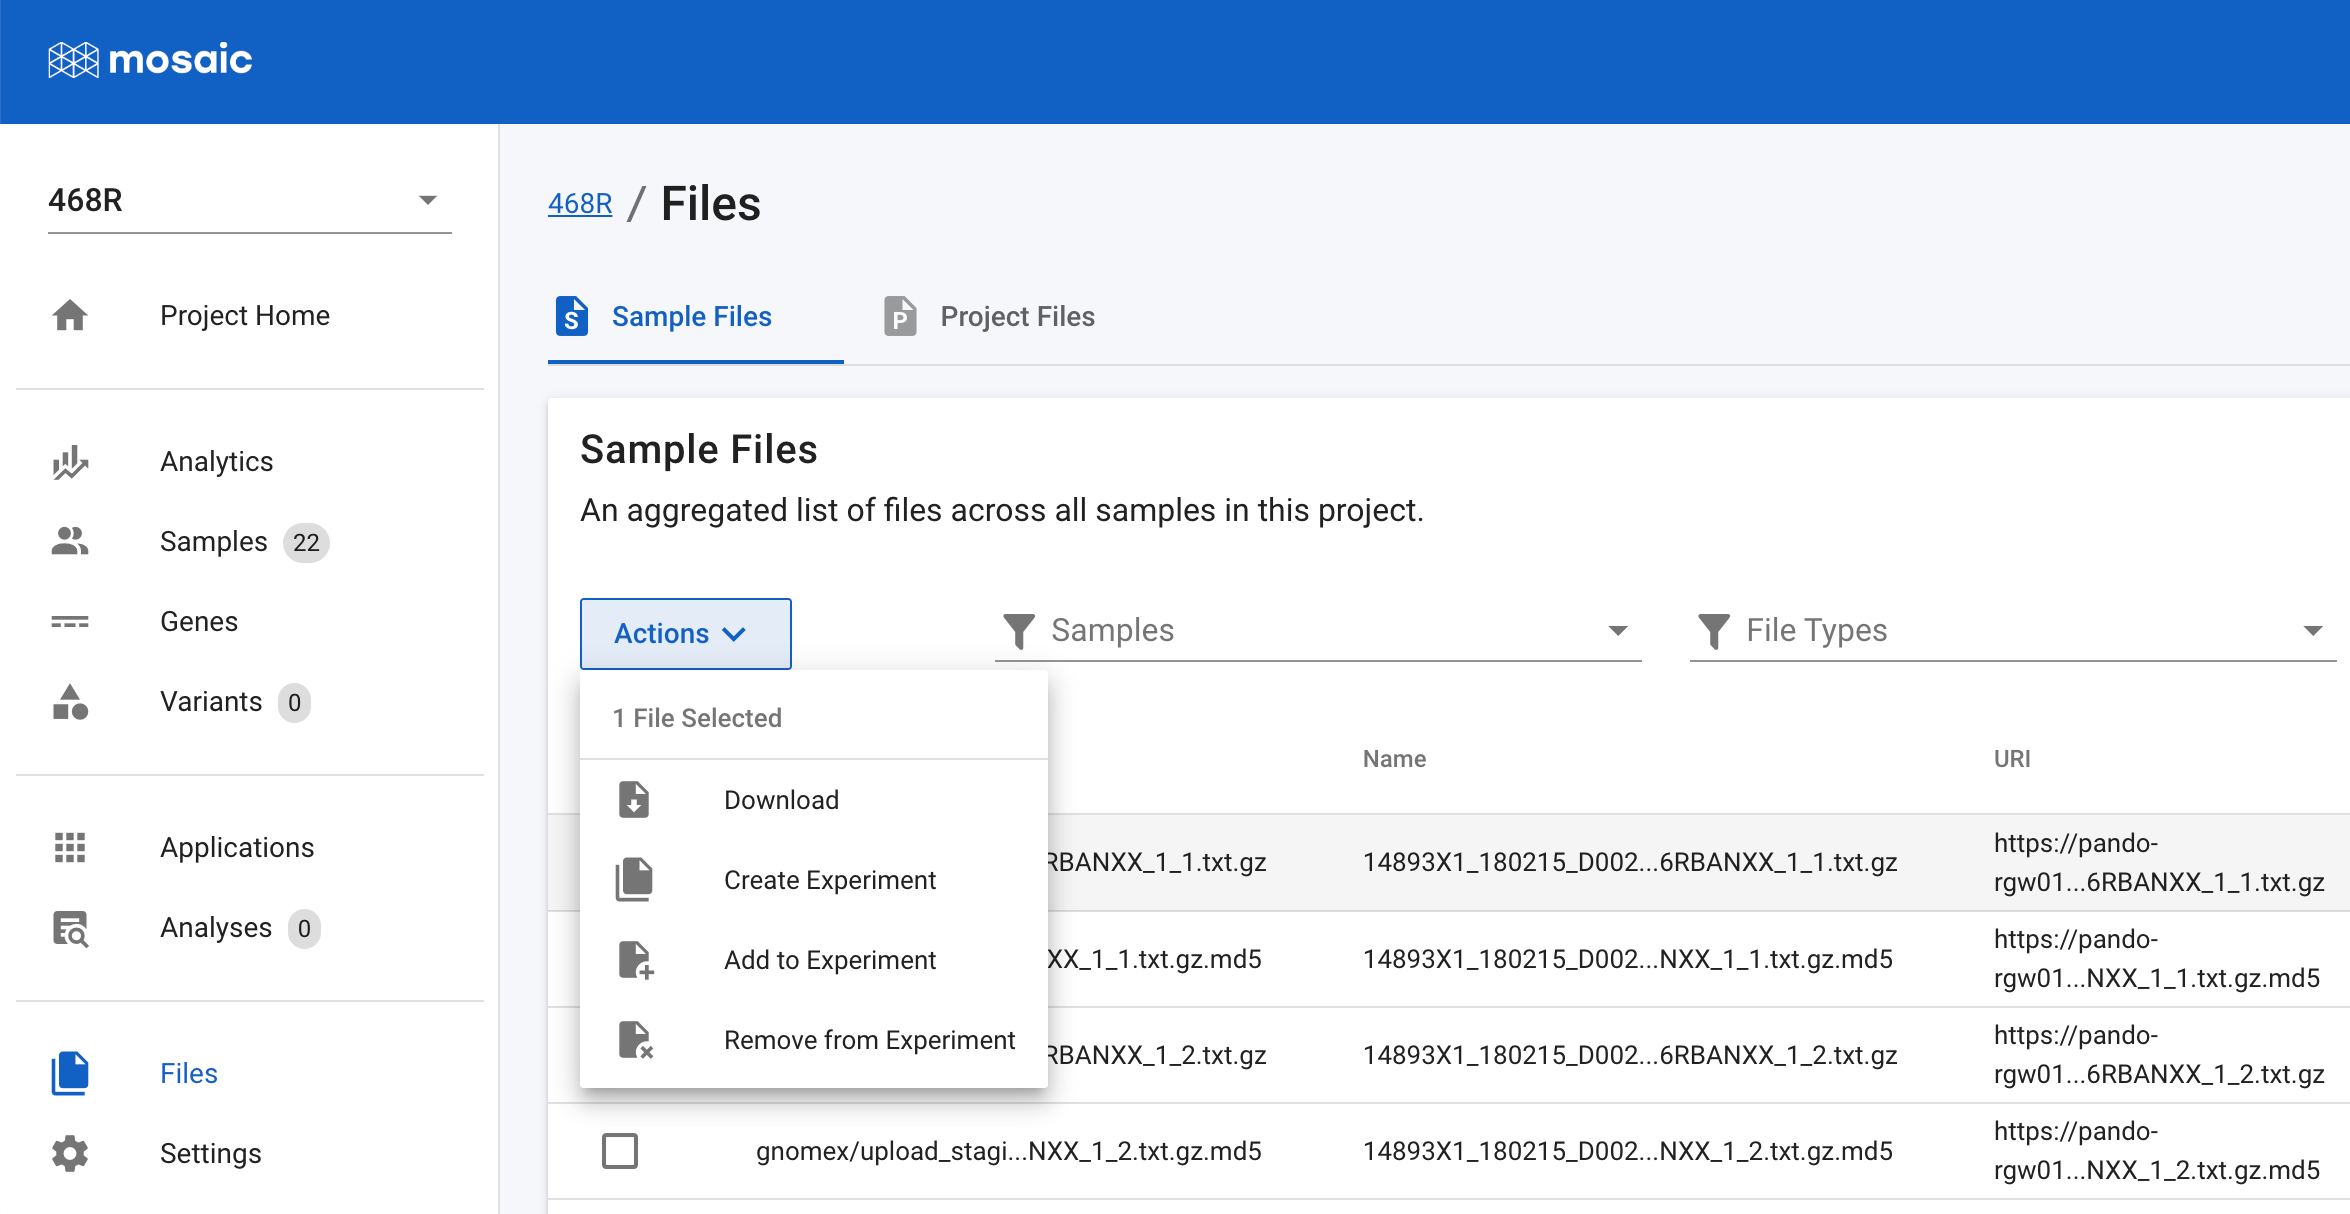 mosaic
468R
Project Home
Analytics
Samples 22
Genes
Variants 0
Applications
Analyses 0
Files
Settings
468R / Files
S Sample Files
P Project Files
Sample Files
An aggregated list of files across all samples in this project.
Actions
Samples
File Types
1 File Selected
Download
Create Experiment
Add to Experiment
Remove from Experiment
Name
URI
RBANXX_1_1.txt.gz
14893X1_180215_D002...6RBANXX_1_1.txt.gz
https://pando-
rgw01...6RBANXX_1_1.txt.gz
XX_1_1.txt.gz.md5
14893X1_180215_D002...NXX_1_1.txt.gz.md5
https://pando-
rgw01...NXX_1_1.txt.gz.md5
RBANXX_1_2.txt.gz
14893X1_180215_D002...6RBANXX_1_2.txt.gz
https://pando-
rgw01...6RBANXX_1_2.txt.gz
gnomex/upload_stagi...NXX_1_2.txt.gz.md5
14893X1_180215_D002...NXX_1_2.txt.gz.md5
https://pando-
rgw01...NXX_1_2.txt.gz.md5